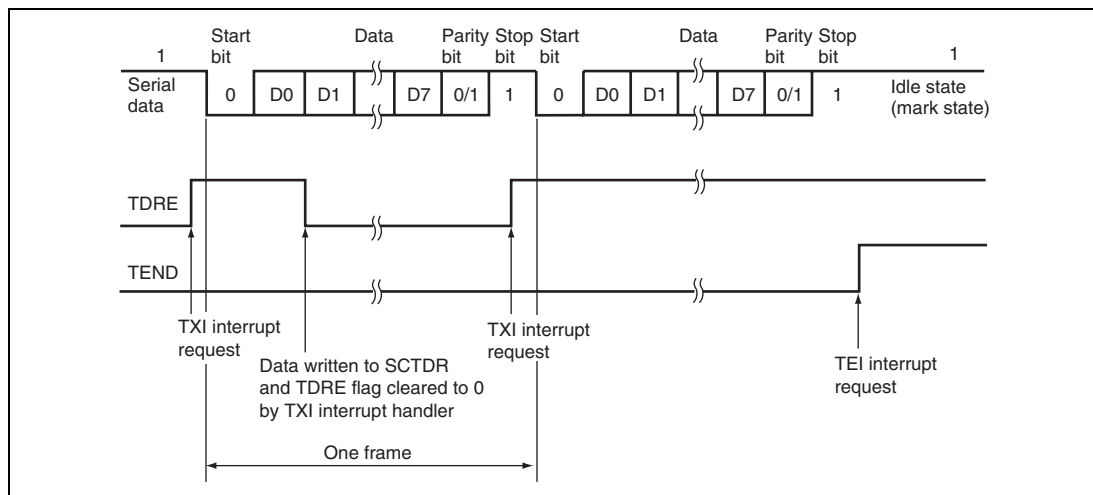 Start bit
Data
Parity bit
Stop bit
Start bit
Data
Parity bit
Stop bit
1
1
Serial data
0
D0
D1
D7
0/1
1
0
D0
D1
D7
0/1
1
Idle state
(mark state)
TDRE
TEND
TXI interrupt
request
Data written to SCTDR
and TDRE flag cleared to 0
by TXI interrupt handler
TXI interrupt
request
TEI interrupt
request
One frame